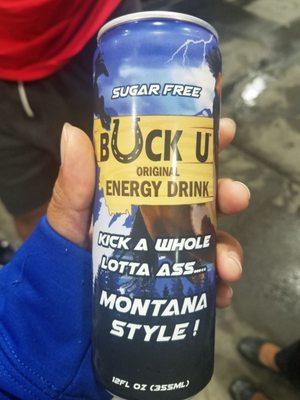 SUGAR FREE
BUCK U
ORIGINAL
ENERGY DRINK
KICK A WHOLE
LOTTA ASS....
MONTANA
STYLE!
12FL OZ (355ML)